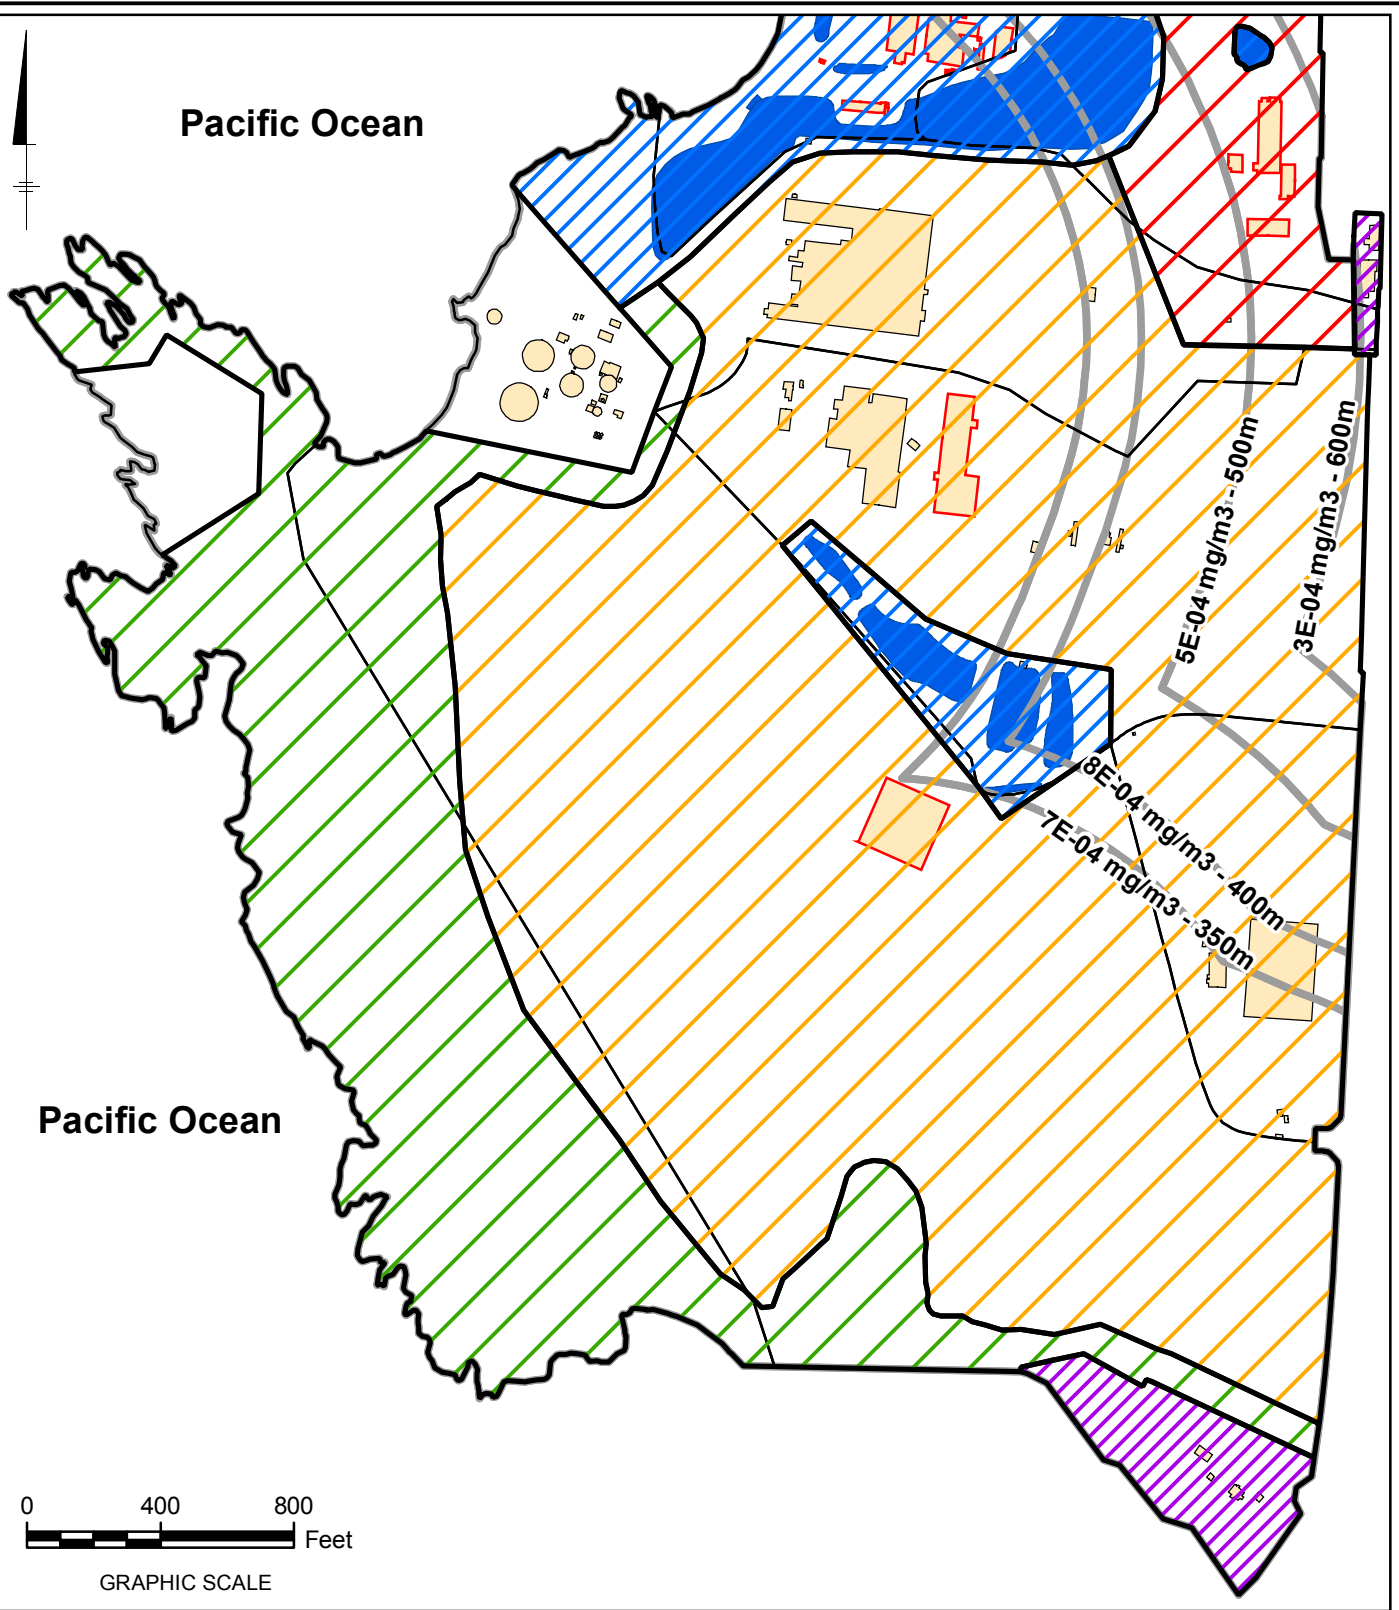 Pacific Ocean
5E-04 mg/m3 - 500m
3E-04 mg/m3 - 600m
8E-04 mg/m3 - 400m
7E-04 mg/m3 - 350m
Pacific Ocean
0 400 800
Feet
GRAPHIC SCALE